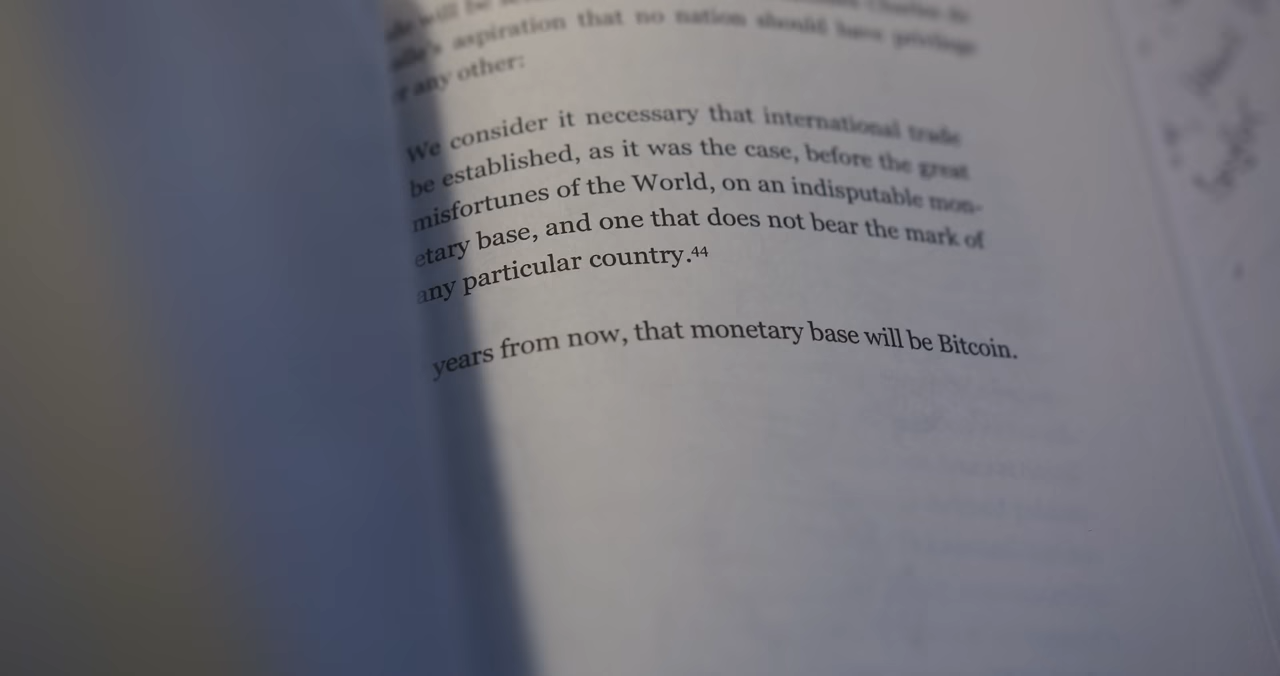 aspiration that no nation should have privilege
any other:
We consider it necessary that international trade
be established, as it was the case, before the great
misfortunes of the World, on an indisputable mon-
etary base, and one that does not bear the mark of
any particular country.44
years from now, that monetary base will be Bitcoin.